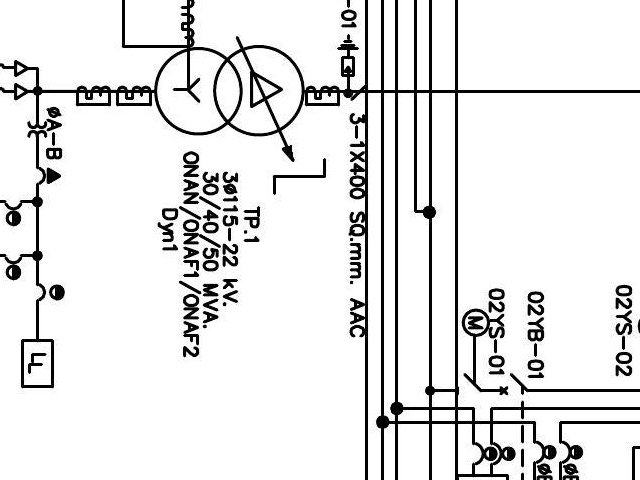 -01
3-1X400 SQ.mm. AAC
TP.1
3ø115-22 kV.
30/40/50 MVA.
ONAN/ONAF1/ONAF2
Dyn1
øA-B
M
02YS-01
02YB-01
02YS-02